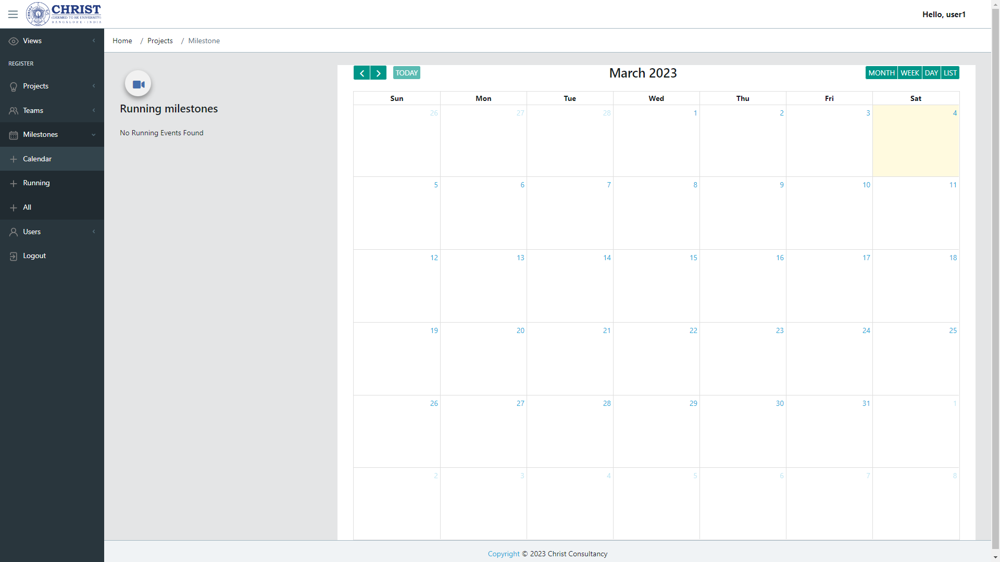 CHRIST
(DEEMED TO BE UNIVERSITY)
BANGALORE · INDIA
Hello, user1
Views
REGISTER
Projects
Teams
Milestones
Calendar
Running
All
Users
Logout
Home / Projects / Milestone
Running milestones
No Running Events Found
TODAY
March 2023
MONTH WEEK DAY LIST
Sun Mon Tue Wed Thu Fri Sat
26 27 28 1 2 3 4
5 6 7 8 9 10 11
12 13 14 15 16 17 18
19 20 21 22 23 24 25
26 27 28 29 30 31 1
2 3 4 5 6 7 8
Copyright © 2023 Christ Consultancy